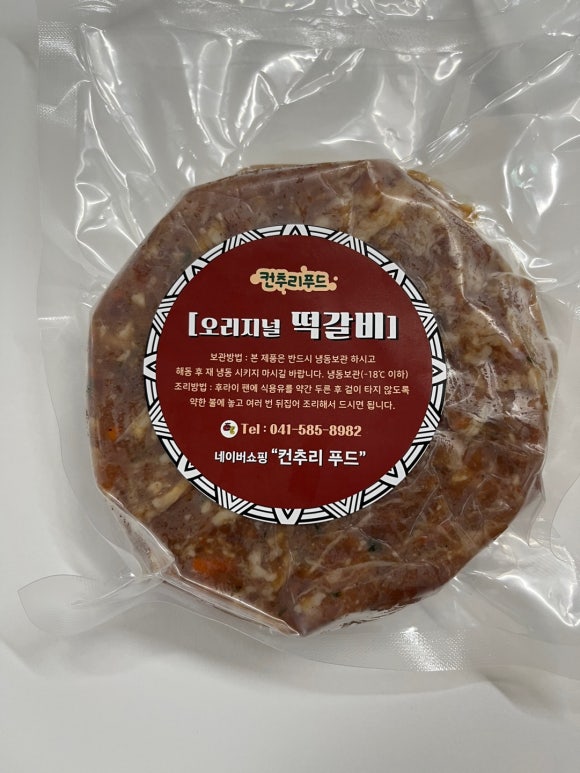 컨추리푸드
[오리지널 떡갈비]
보관방법 : 본 제품은 반드시 냉동보관 하시고
해동 후 재 냉동 시키지 마시길 바랍니다. 냉동보관(-18℃ 이하)
조리방법 : 후라이 팬에 식용유를 약간 두른 후 겉이 타지 않도록
약한 불에 놓고 여러 번 뒤집어 조리해서 드시면 됩니다.
Tel : 041-585-8982
네이버쇼핑 “컨추리 푸드”